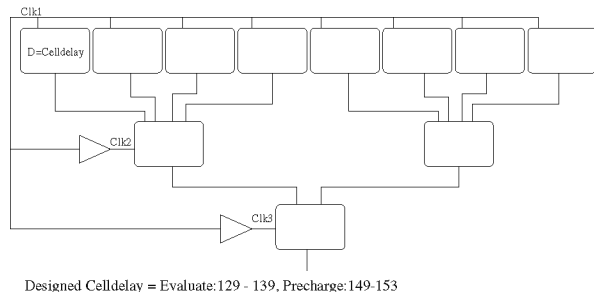 Clk1
D=Celldelay
Clk2
Clk3
Designed Celldelay = Evaluate:129 - 139, Precharge:149-153